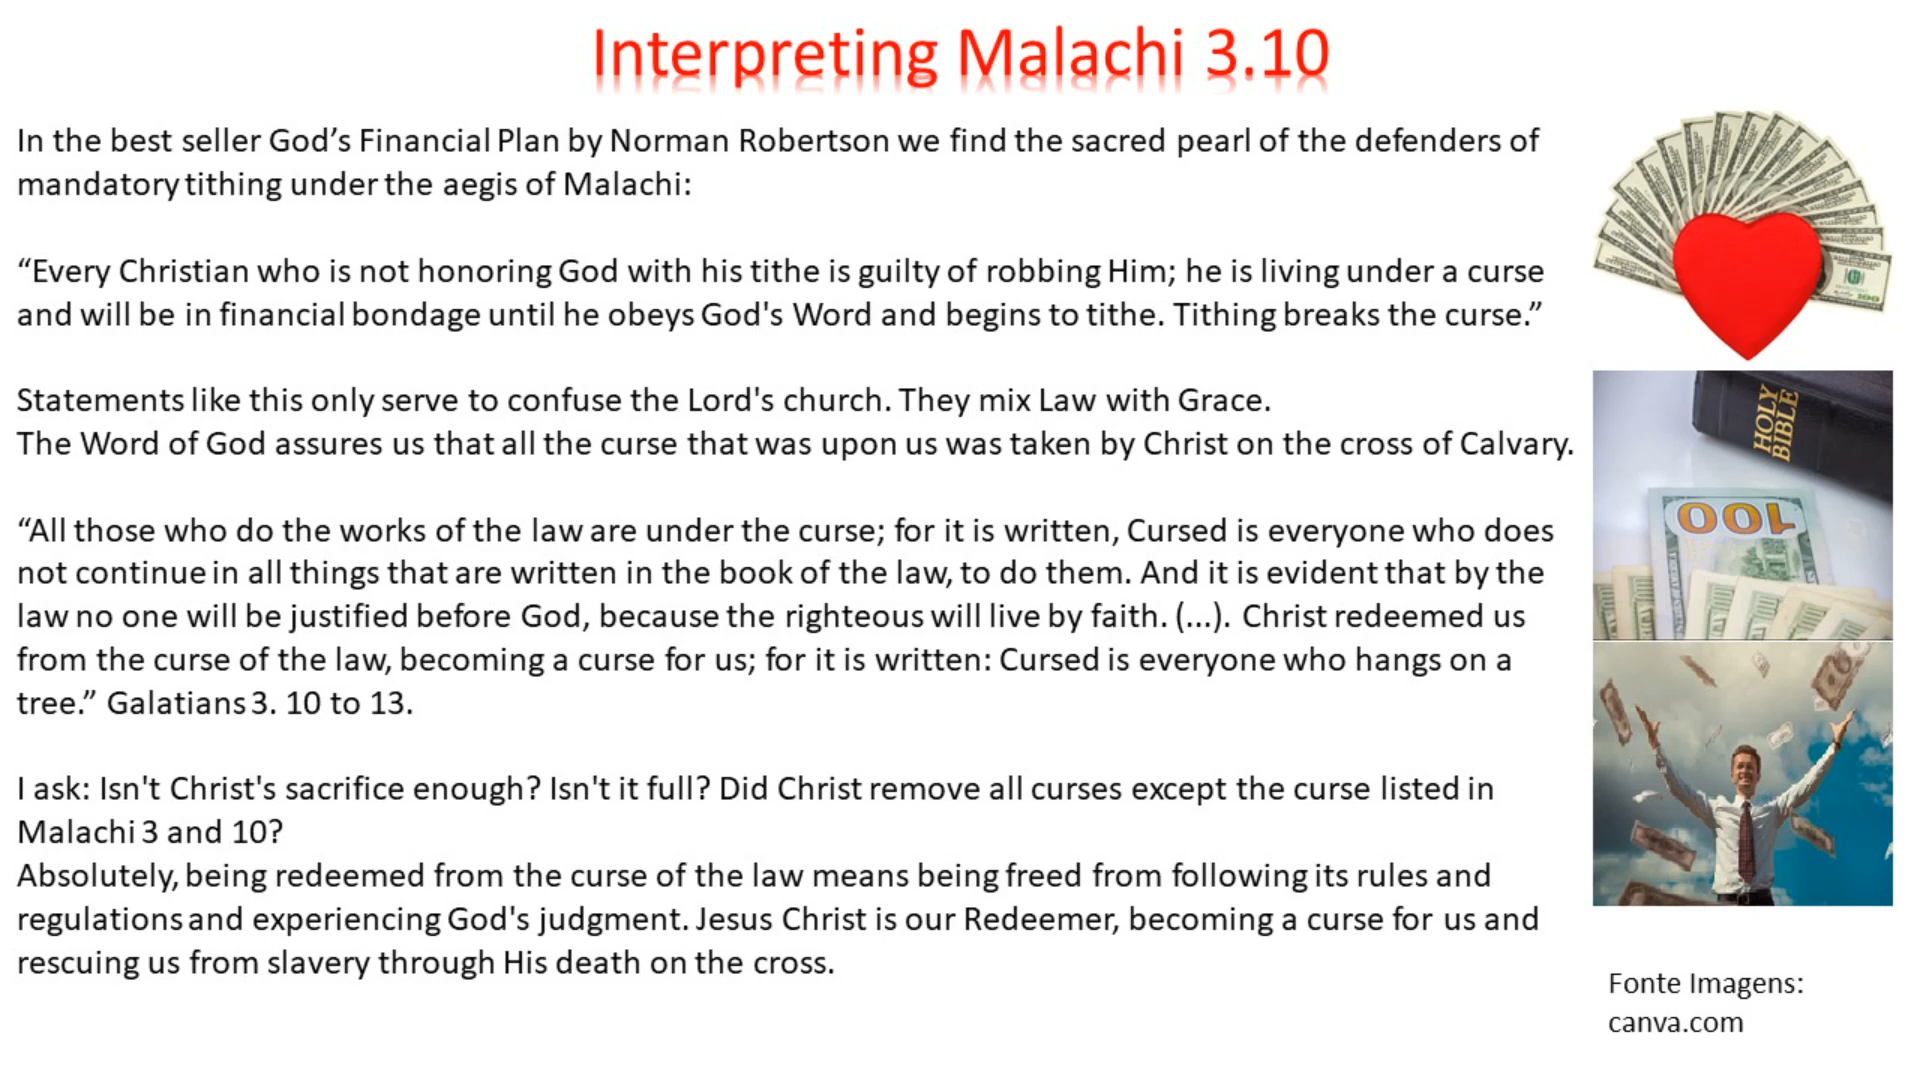 Interpreting Malachi 3.10
In the best seller God’s Financial Plan by Norman Robertson we find the sacred pearl of the defenders of
mandatory tithing under the aegis of Malachi:
“Every Christian who is not honoring God with his tithe is guilty of robbing Him; he is living under a curse
and will be in financial bondage until he obeys God's Word and begins to tithe. Tithing breaks the curse.”
Statements like this only serve to confuse the Lord's church. They mix Law with Grace.
The Word of God assures us that all the curse that was upon us was taken by Christ on the cross of Calvary.
“All those who do the works of the law are under the curse; for it is written, Cursed is everyone who does
not continue in all things that are written in the book of the law, to do them. And it is evident that by the
law no one will be justified before God, because the righteous will live by faith. (...). Christ redeemed us
from the curse of the law, becoming a curse for us; for it is written: Cursed is everyone who hangs on a
tree.” Galatians 3. 10 to 13.
I ask: Isn't Christ's sacrifice enough? Isn't it full? Did Christ remove all curses except the curse listed in
Malachi 3 and 10?
Absolutely, being redeemed from the curse of the law means being freed from following its rules and
regulations and experiencing God's judgment. Jesus Christ is our Redeemer, becoming a curse for us and
rescuing us from slavery through His death on the cross.
100
HOLY
BIBLE
100
Fonte Imagens:
canva.com